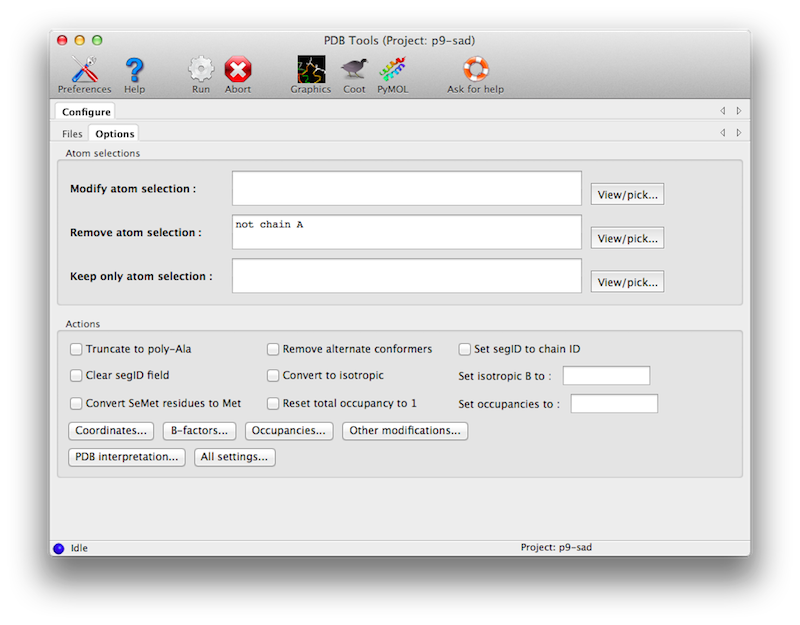 PDB Tools (Project: p9-sad)
Preferences Help Run Abort Graphics Coot PyMOL Ask for help
Configure
Files Options
Atom selections
Modify atom selection : View/pick...
not chain A
Remove atom selection : View/pick...
Keep only atom selection : View/pick...
Actions
Truncate to poly-Ala Remove alternate conformers Set segID to chain ID
Clear segID field Convert to isotropic Set isotropic B to :
Convert SeMet residues to Met Reset total occupancy to 1 Set occupancies to :
Coordinates... B-factors... Occupancies... Other modifications...
PDB interpretation... All settings...
Idle Project: p9-sad